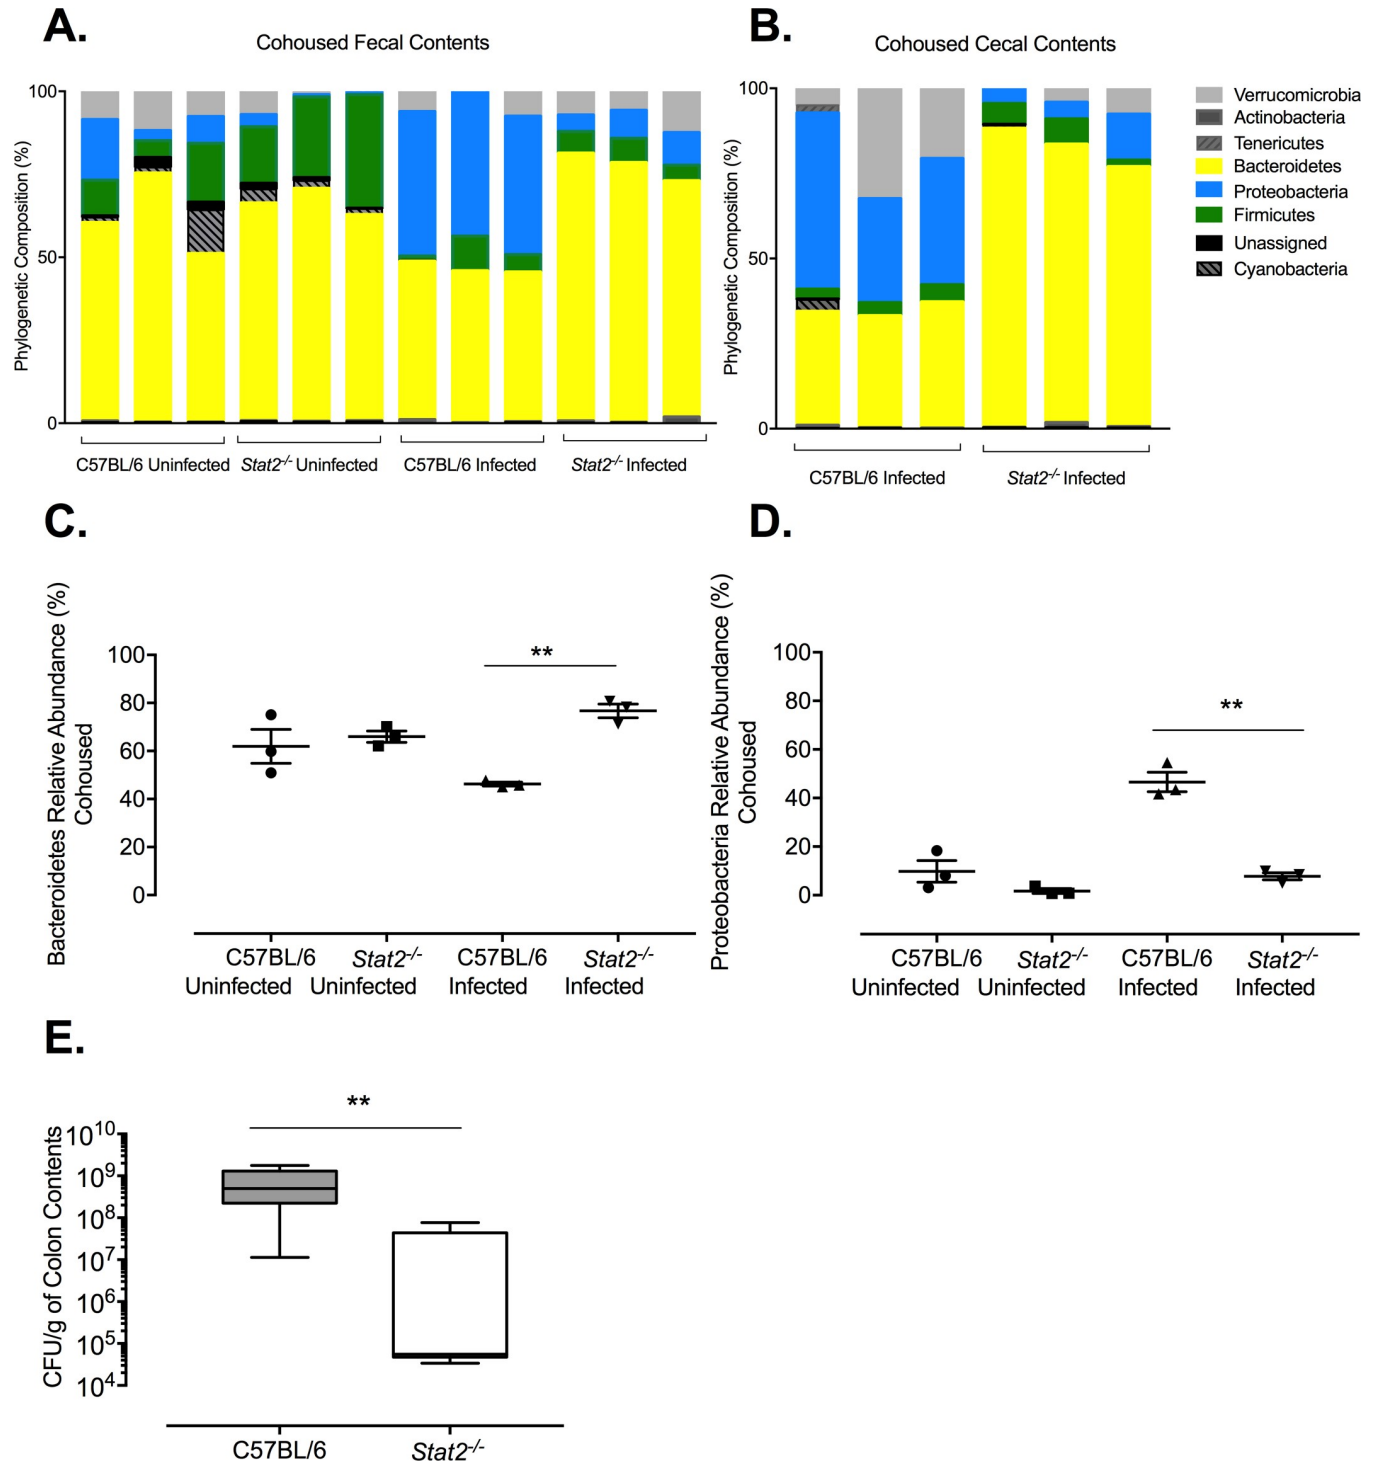 A.
Cohoused Fecal Contents
Phylogenetic Composition (%)
100
50
0
C57BL/6 Uninfected
Stat2-/- Uninfected
C57BL/6 Infected
Stat2-/- Infected
B.
Cohoused Cecal Contents
Phylogenetic Composition (%)
100
50
0
C57BL/6 Infected
Stat2-/- Infected
Verrucomicrobia
Actinobacteria
Tenericutes
Bacteroidetes
Proteobacteria
Firmicutes
Unassigned
Cyanobacteria
C.
Bacteroidetes Relative Abundance (%)
Cohoused
100
80
60
40
20
0
**
C57BL/6
Uninfected
Stat2-/-
Uninfected
C57BL/6
Infected
Stat2-/-
Infected
D.
Proteobacteria Relative Abundance (%)
Cohoused
100
80
60
40
20
0
**
C57BL/6
Uninfected
Stat2-/-
Uninfected
C57BL/6
Infected
Stat2-/-
Infected
E.
CFU/g of Colon Contents
10^10
10^9
10^8
10^7
10^6
10^5
10^4
**
C57BL/6
Stat2-/-